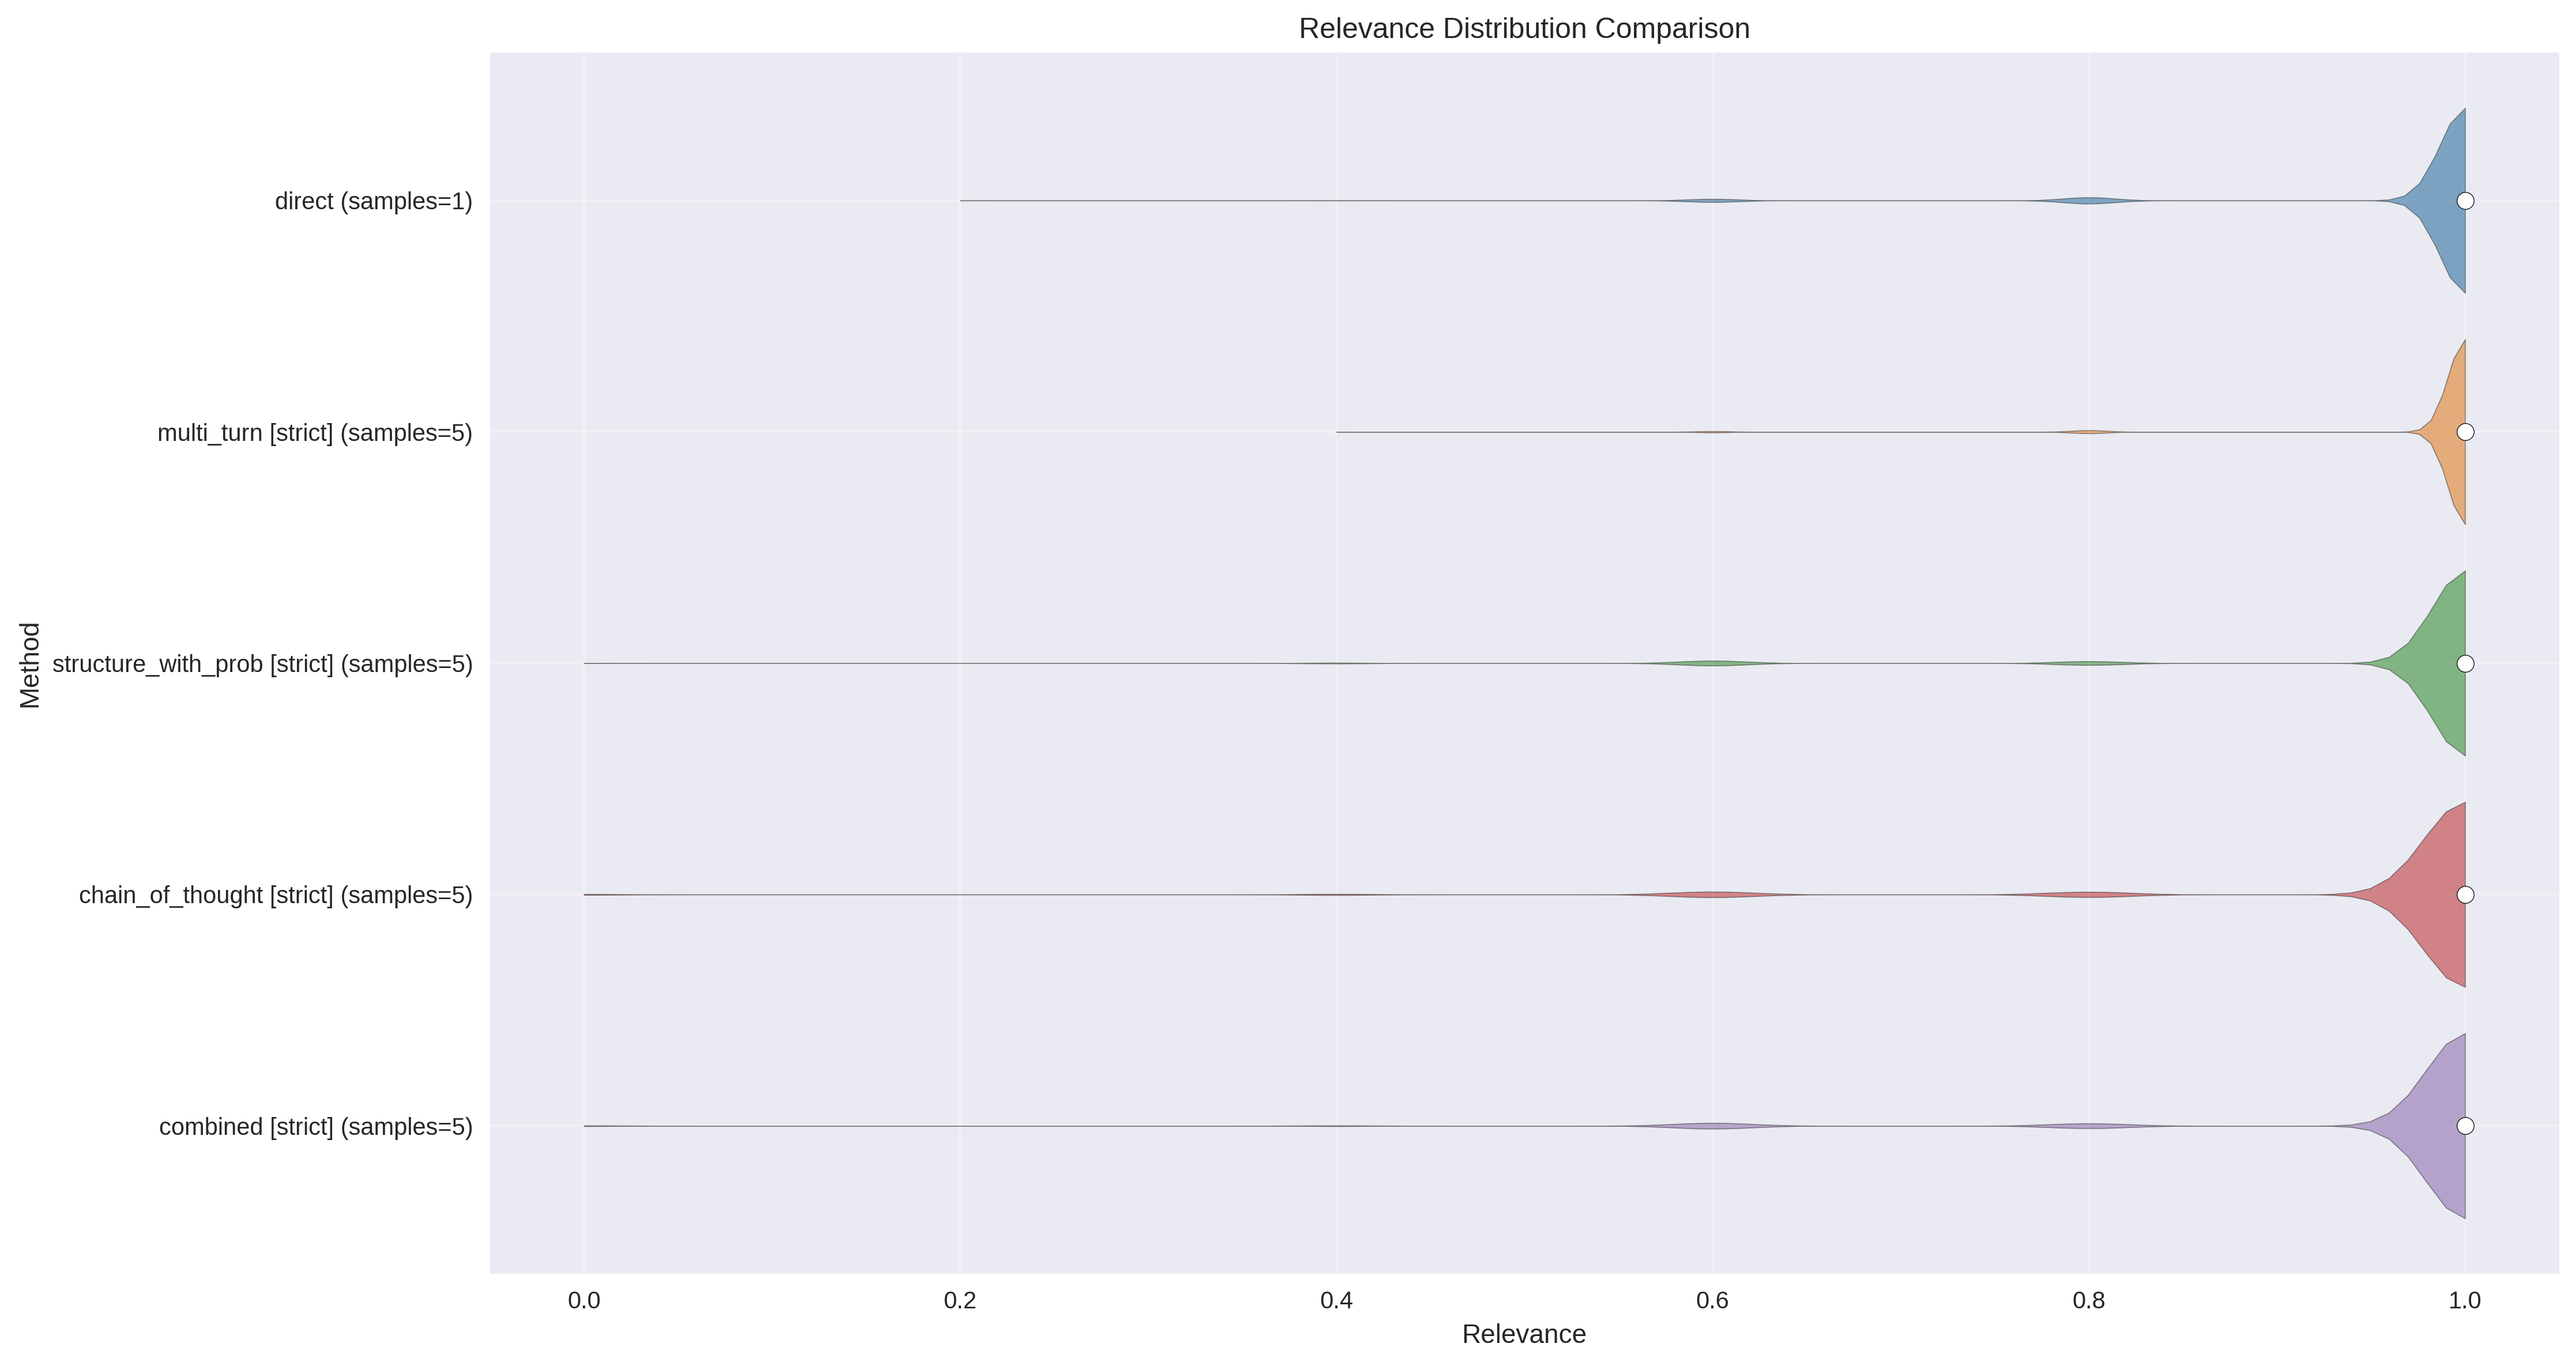 Relevance Distribution Comparison
direct (samples=1)
multi_turn [strict] (samples=5)
structure_with_prob [strict] (samples=5)
chain_of_thought [strict] (samples=5)
combined [strict] (samples=5)
Method
0.0 0.2 0.4 0.6 0.8 1.0
Relevance